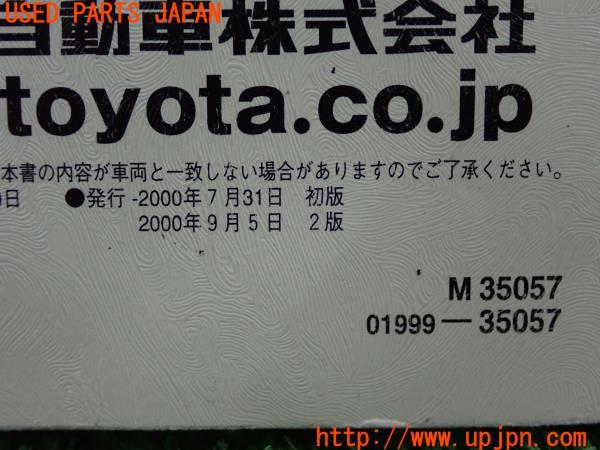 USED PARTS JAPAN
自動車株式会社
toyota.co.jp
本書の内容が車両と一致しない場合がありますのでご了承ください。
日 ●発行-2000年7月31日 初版
2000年9月5日 2版
M 35057
01999－35057
http://www.upjpn.com